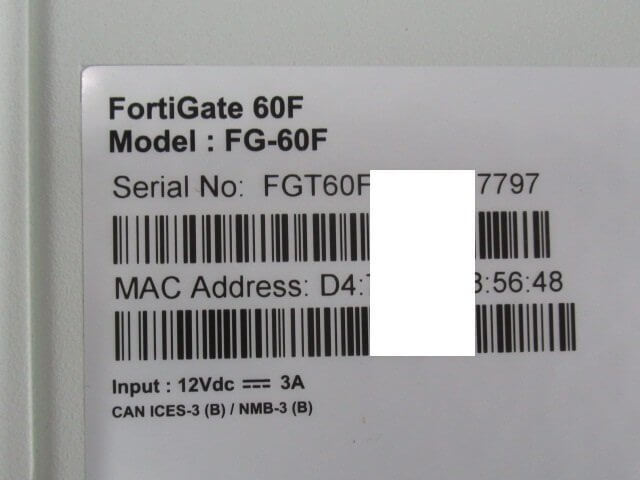 FortiGate 60F
Model : FG-60F
Serial No: FGT60F 7797
MAC Address: D4: :56:48
Input : 12Vdc 3A
CAN ICES-3 (B) / NMB-3 (B)